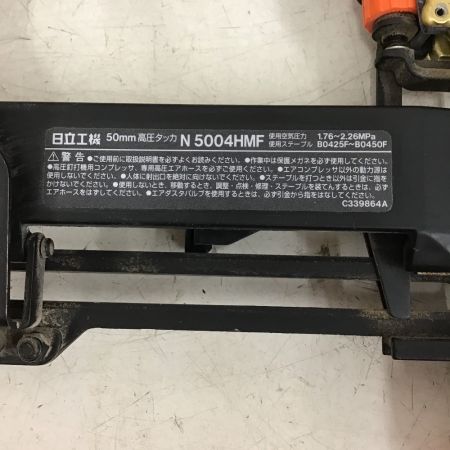 日立工機 50mm 高圧タッカ N 5004HMF 使用空気圧力 1.76～2.26MPa
使用ステープル BO425F～BO450F
⚠警告 ●ご使用前に取扱説明書を必ずよくお読みください。●作業中は保護メガネを必ず使用してください。
●高圧釘打機用コンプレッサ、専用高圧エアホースを必ずご使用ください。●エアコンプレッサ以外の動力源は
使用しないでください。●人体に射出口を絶対に向けないでください。●ステープルを打つとき以外は引金に指を
かけないでください。●使用しないとき、移動するとき、調整・点検・修理・ステープルを装てんするときは、必ず
エアホースをはずしてください。●エアダスタバルブを使用するときは、必ず引金から指をはなしてください。
C339864A